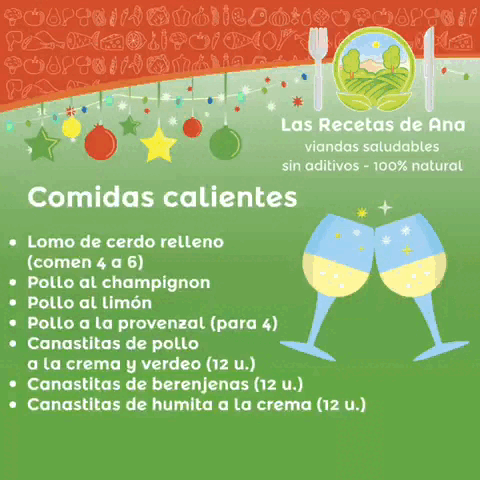 Las Recetas de Ana
viandas saludables
sin aditivos - 100% natural
Comidas calientes
• Lomo de cerdo relleno
(comen 4 a 6)
• Pollo al champignon
• Pollo al limón
• Pollo a la provenzal (para 4)
• Canastitas de pollo
a la crema y verdeo (12 u.)
• Canastitas de berenjenas (12 u.)
• Canastitas de humita a la crema (12 u.)